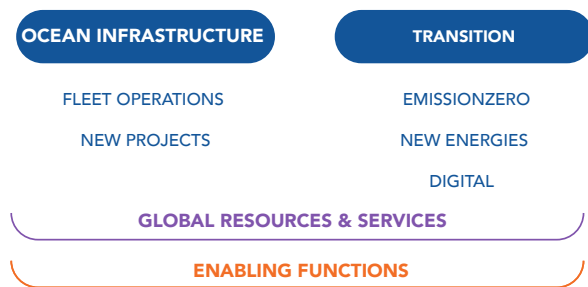 OCEAN INFRASTRUCTURE
FLEET OPERATIONS
NEW PROJECTS
TRANSITION
EMISSIONZERO
NEW ENERGIES
DIGITAL
GLOBAL RESOURCES & SERVICES
ENABLING FUNCTIONS